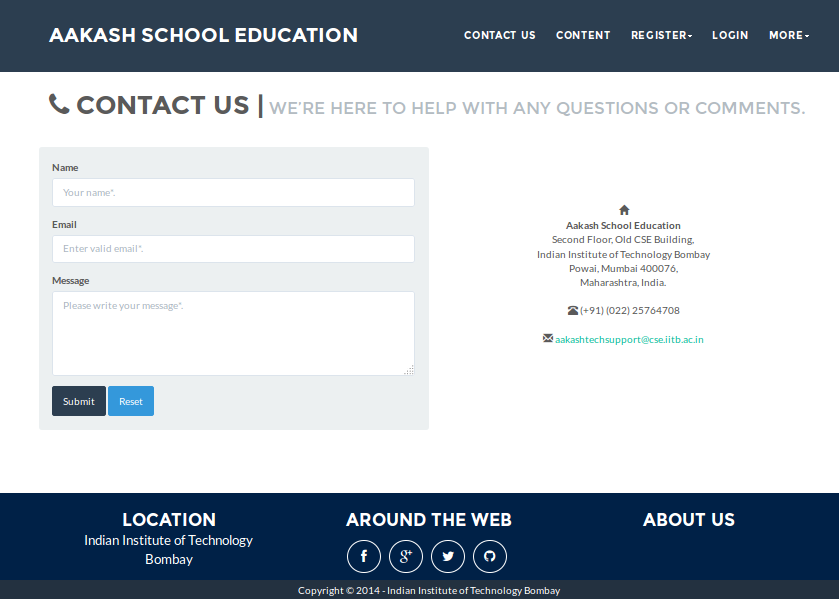 AAKASH SCHOOL EDUCATION
CONTACT US
CONTENT
REGISTER
LOGIN
MORE
CONTACT US | WE'RE HERE TO HELP WITH ANY QUESTIONS OR COMMENTS.
Name
Your name*.
Email
Enter valid email*.
Message
Please write your message*.
Submit
Reset
Aakash School Education
Second Floor, Old CSE Building,
Indian Institute of Technology Bombay
Powai, Mumbai 400076,
Maharashtra, India.
(+91) (022) 25764708
aakashtechsupport@cse.iitb.ac.in
LOCATION
Indian Institute of Technology
Bombay
AROUND THE WEB
f
g+
ABOUT US
Copyright © 2014 - Indian Institute of Technology Bombay